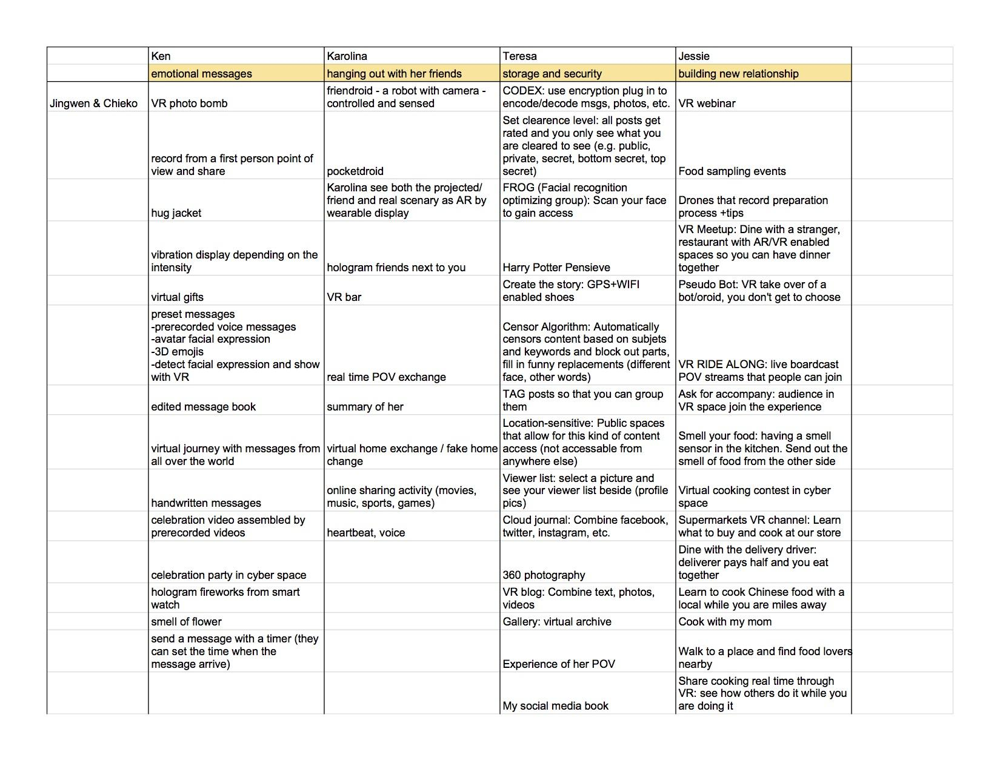 Ken
Karolina
Teresa
Jessie
emotional messages
hanging out with her friends
storage and security
building new relationship
Jingwen & Chieko
VR photo bomb
friendroid - a robot with camera -
controlled and sensed
CODEX: use encryption plug in to
encode/decode msgs, photos, etc.
VR webinar
record from a first person point of
view and share
pocketdroid
Set clearence level: all posts get
rated and you only see what you
are cleared to see (e.g. public,
private, secret, bottom secret, top
secret)
Food sampling events
hug jacket
Karolina see both the projected/
friend and real scenary as AR by
wearable display
FROG (Facial recognition
optimizing group): Scan your face
to gain access
Drones that record preparation
process +tips
vibration display depending on the
intensity
hologram friends next to you
Harry Potter Pensieve
VR Meetup: Dine with a stranger,
restaurant with AR/VR enabled
spaces so you can have dinner
together
virtual gifts
VR bar
Create the story: GPS+WIFI
enabled shoes
Pseudo Bot: VR take over of a
bot/oroid, you don't get to choose
preset messages
-prerecorded voice messages
-avatar facial expression
-3D emojis
-detect facial expression and show
with VR
real time POV exchange
Censor Algorithm: Automatically
censors content based on subjets
and keywords and block out parts,
fill in funny replacements (different
face, other words)
VR RIDE ALONG: live boardcast
POV streams that people can join
edited message book
summary of her
TAG posts so that you can group
them
Ask for accompany: audience in
VR space join the experience
virtual journey with messages from
all over the world
virtual home exchange / fake home
change
Location-sensitive: Public spaces
that allow for this kind of content
access (not accessable from
anywhere else)
Smell your food: having a smell
sensor in the kitchen. Send out the
smell of food from the other side
handwritten messages
online sharing activity (movies,
music, sports, games)
Viewer list: select a picture and
see your viewer list beside (profile
pics)
Virtual cooking contest in cyber
space
celebration video assembled by
prerecorded videos
heartbeat, voice
Cloud journal: Combine facebook,
twitter, instagram, etc.
Supermarkets VR channel: Learn
what to buy and cook at our store
celebration party in cyber space
360 photography
Dine with the delivery driver:
deliverer pays half and you eat
together
hologram fireworks from smart
watch
VR blog: Combine text, photos,
videos
Learn to cook Chinese food with a
local while you are miles away
smell of flower
Gallery: virtual archive
Cook with my mom
send a message with a timer (they
can set the time when the
message arrive)
Experience of her POV
Walk to a place and find food lovers
nearby
My social media book
Share cooking real time through
VR: see how others do it while you
are doing it